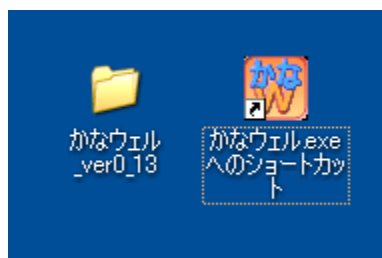 かな
W
かなウェル
_ver0_13
かなウェル.exe
へのショートカッ
ト